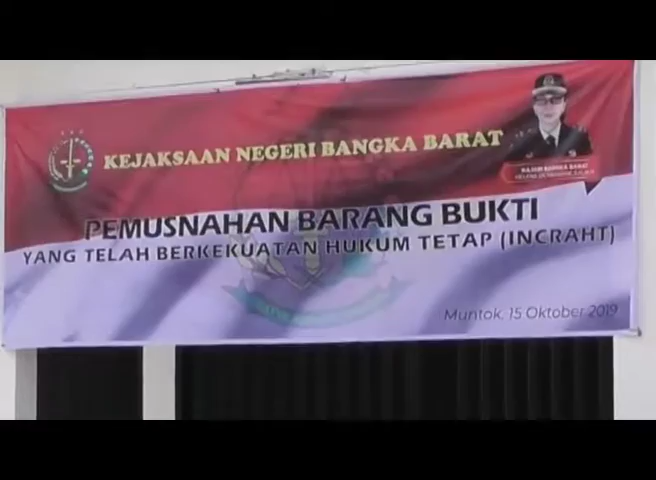 KEJAKSAAN NEGERI BANGKA BARAT
PEMUSNAHAN BARANG BUKTI
YANG TELAH BERKEKUATAN HUKUM TETAP (INCRAHT)
Muntok. 15 Oktober 2019